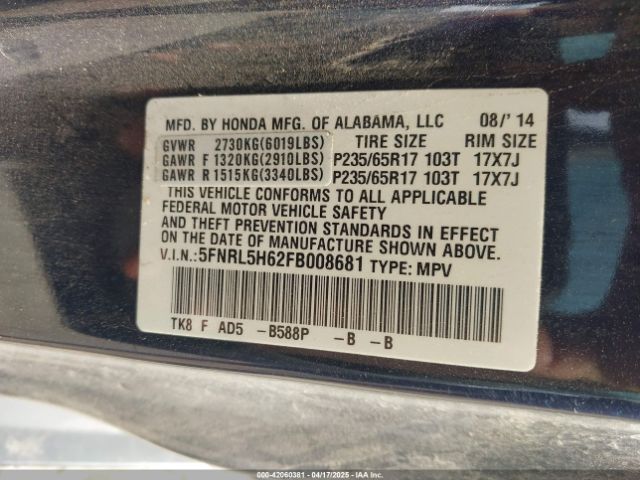 MFD. BY HONDA MFG. OF ALABAMA, LLC 08/'14
GVWR 2730KG(6019LBS) TIRE SIZE RIM SIZE
GAWR F 1320KG(2910LBS) P235/65R17 103T 17X7J
GAWR R 1515KG(3340LBS) P235/65R17 103T 17X7J
THIS VEHICLE CONFORMS TO ALL APPLICABLE
FEDERAL MOTOR VEHICLE SAFETY
AND THEFT PREVENTION STANDARDS IN EFFECT
ON THE DATE OF MANUFACTURE SHOWN ABOVE.
V.I.N.:5FNRL5H62FB008681 TYPE: MPV
TK8 F AD5 -B588P -B -B
000-42060381 - 04/17/2025 - IAAI.COM